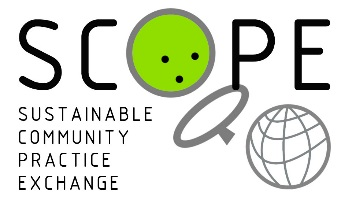 SCOPE
SUSTAINABLE
COMMUNITY
PRACTICE
EXCHANGE